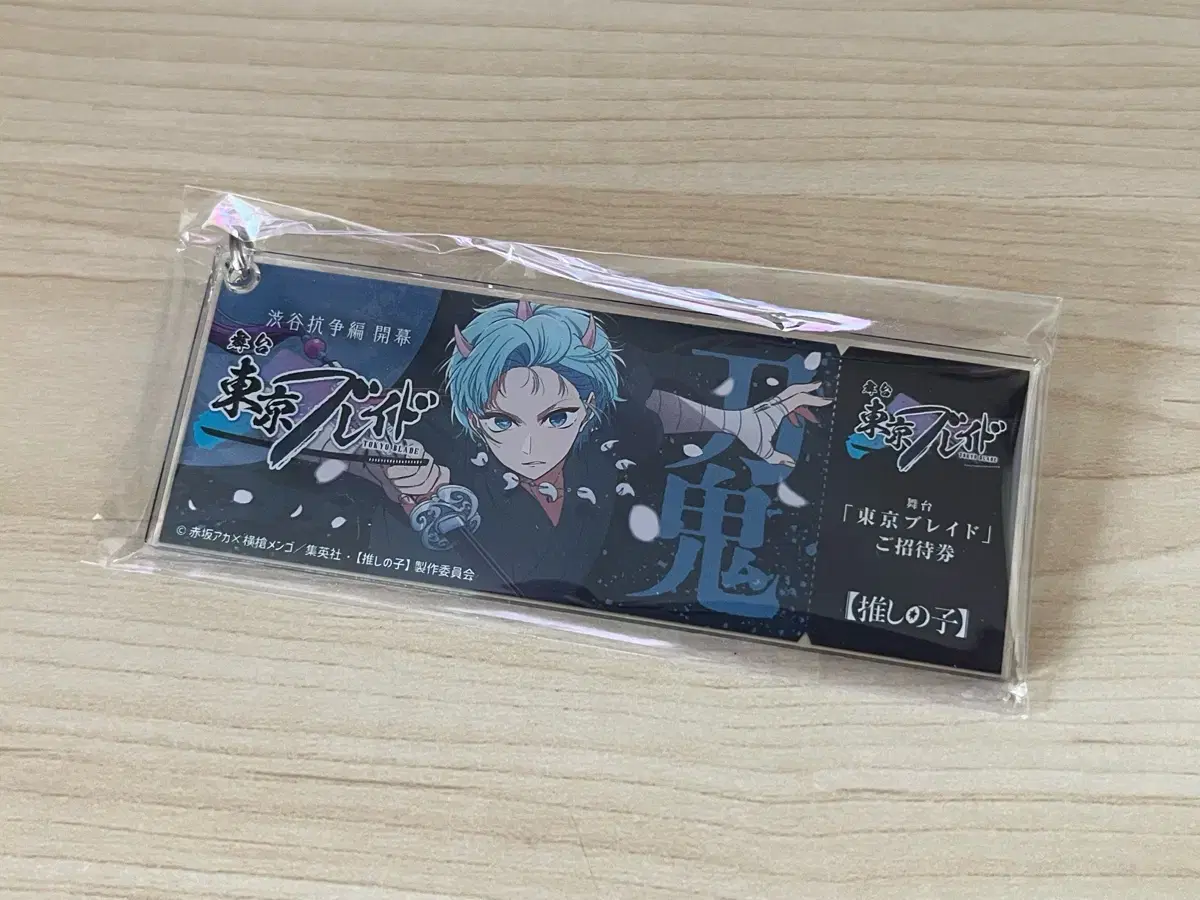 渋谷抗争編 開幕
舞台
東京ブレイド
TOKYO BLADE
刀鬼
© 赤坂アカ×横槍メンゴ/集英社・【推しの子】製作委員会
舞台
東京ブレイド
TOKYO BLADE
舞台
「東京ブレイド」
ご招待券
【推しの子】